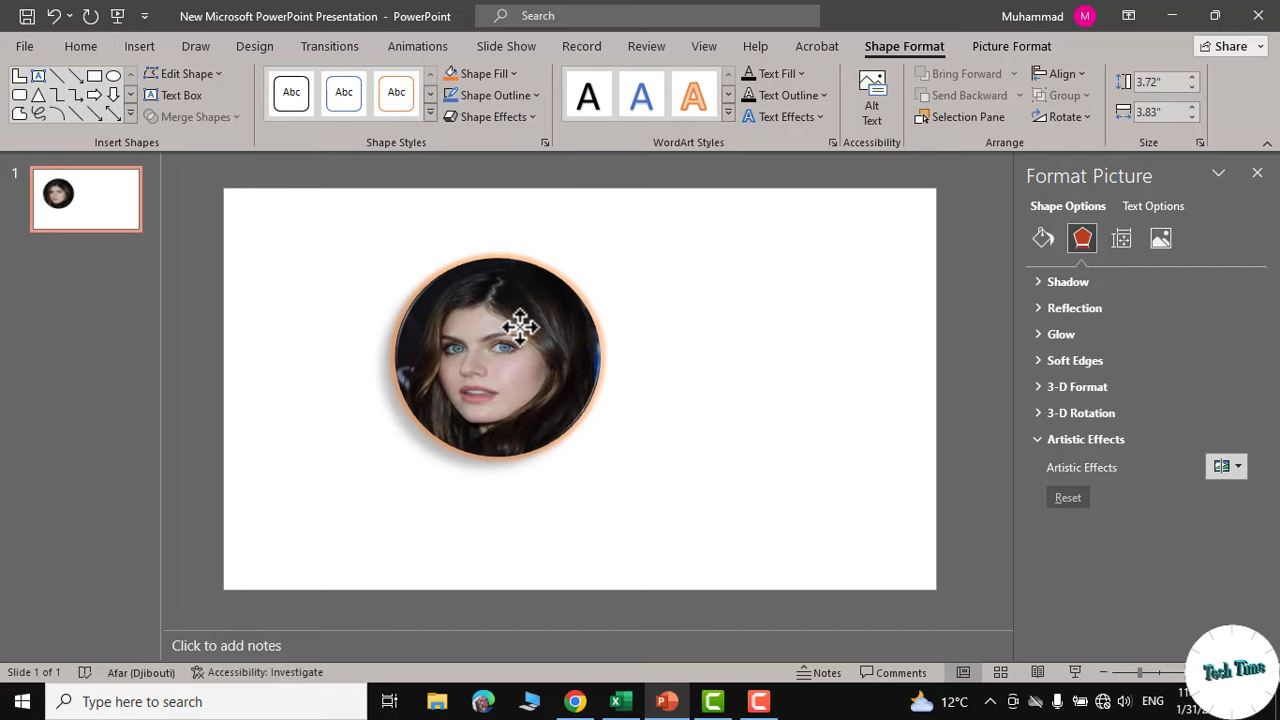 New Microsoft PowerPoint Presentation - PowerPoint
Search
Muhammad
M
File Home Insert Draw Design Transitions Animations Slide Show Record Review View Help Acrobat Shape Format Picture Format
Share
Edit Shape
Text Box
Merge Shapes
Insert Shapes
Abc Abc Abc
Shape Fill
Shape Outline
Shape Effects
Shape Styles
A A A
Text Fill
Text Outline
Text Effects
WordArt Styles
Alt
Text
Accessibility
Bring Forward
Send Backward
Selection Pane
Align
Group
Rotate
Arrange
3.72"
3.83"
Size
1
Format Picture
Shape Options Text Options
Shadow
Reflection
Glow
Soft Edges
3-D Format
3-D Rotation
Artistic Effects
Artistic Effects
Reset
Click to add notes
Slide 1 of 1
Afar (Djibouti)
Accessibility: Investigate
Notes
Comments
Tech Time
Type here to search
12°C
ENG